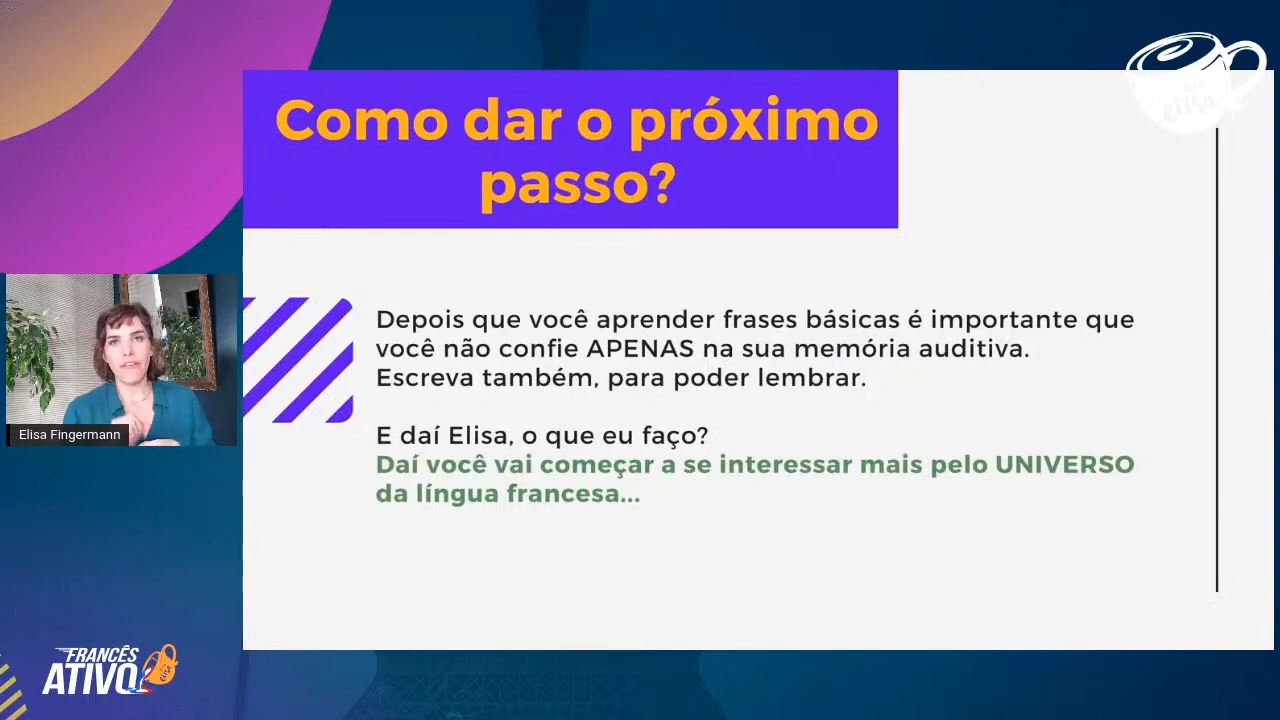 Como dar o próximo
passo?
Depois que você aprender frases básicas é importante que
você não confie APENAS na sua memória auditiva.
Escreva também, para poder lembrar.
E daí Elisa, o que eu faço?
Daí você vai começar a se interessar mais pelo UNIVERSO
da língua francesa...
Elisa Fingermann
FRANCÊS
ATIVO
elisa